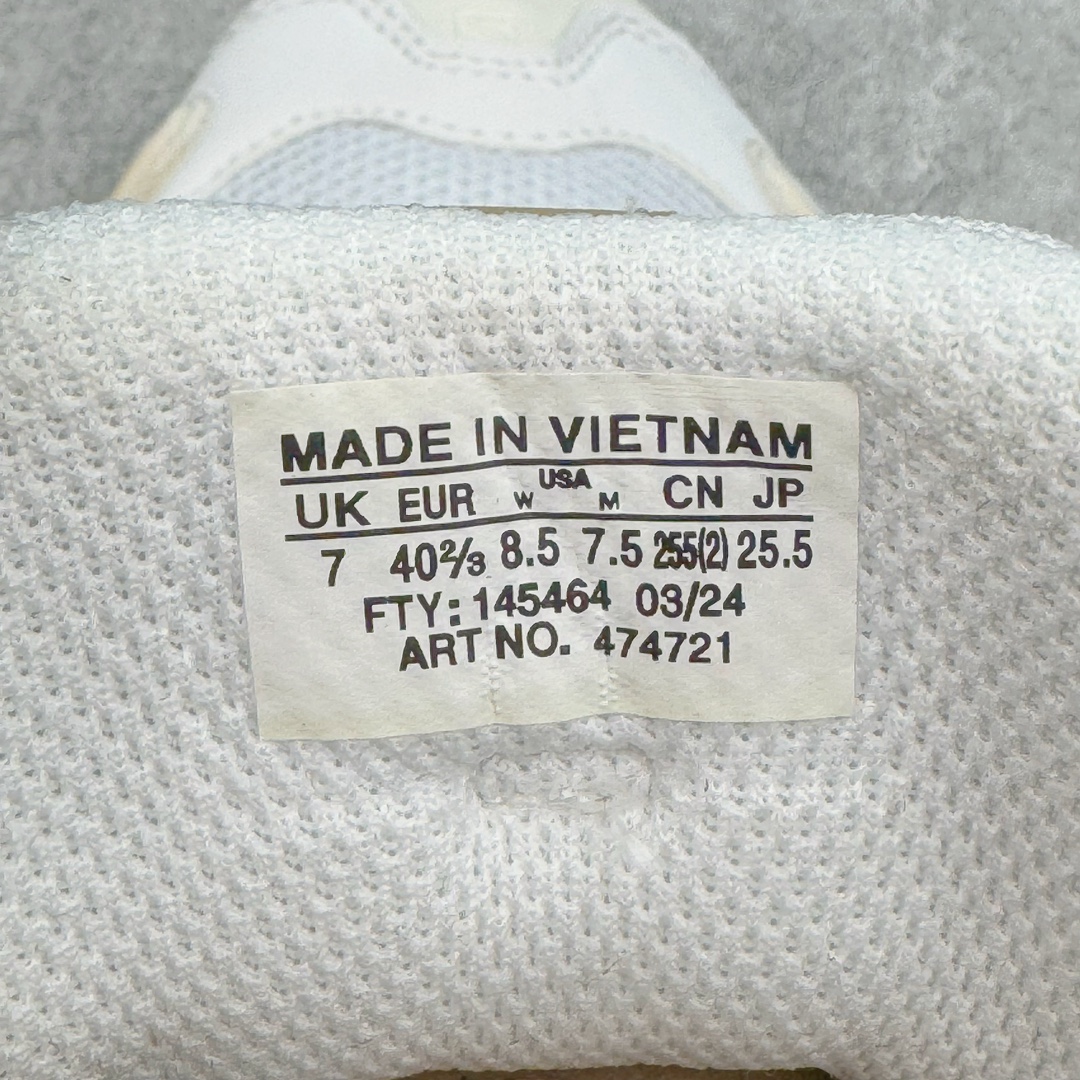 MADE IN VIETNAM
UK EUR W USA M CN JP
7 40⅔ 8.5 7.5 255(2) 25.5
FTY: 145464 03/24
ART NO. 474721